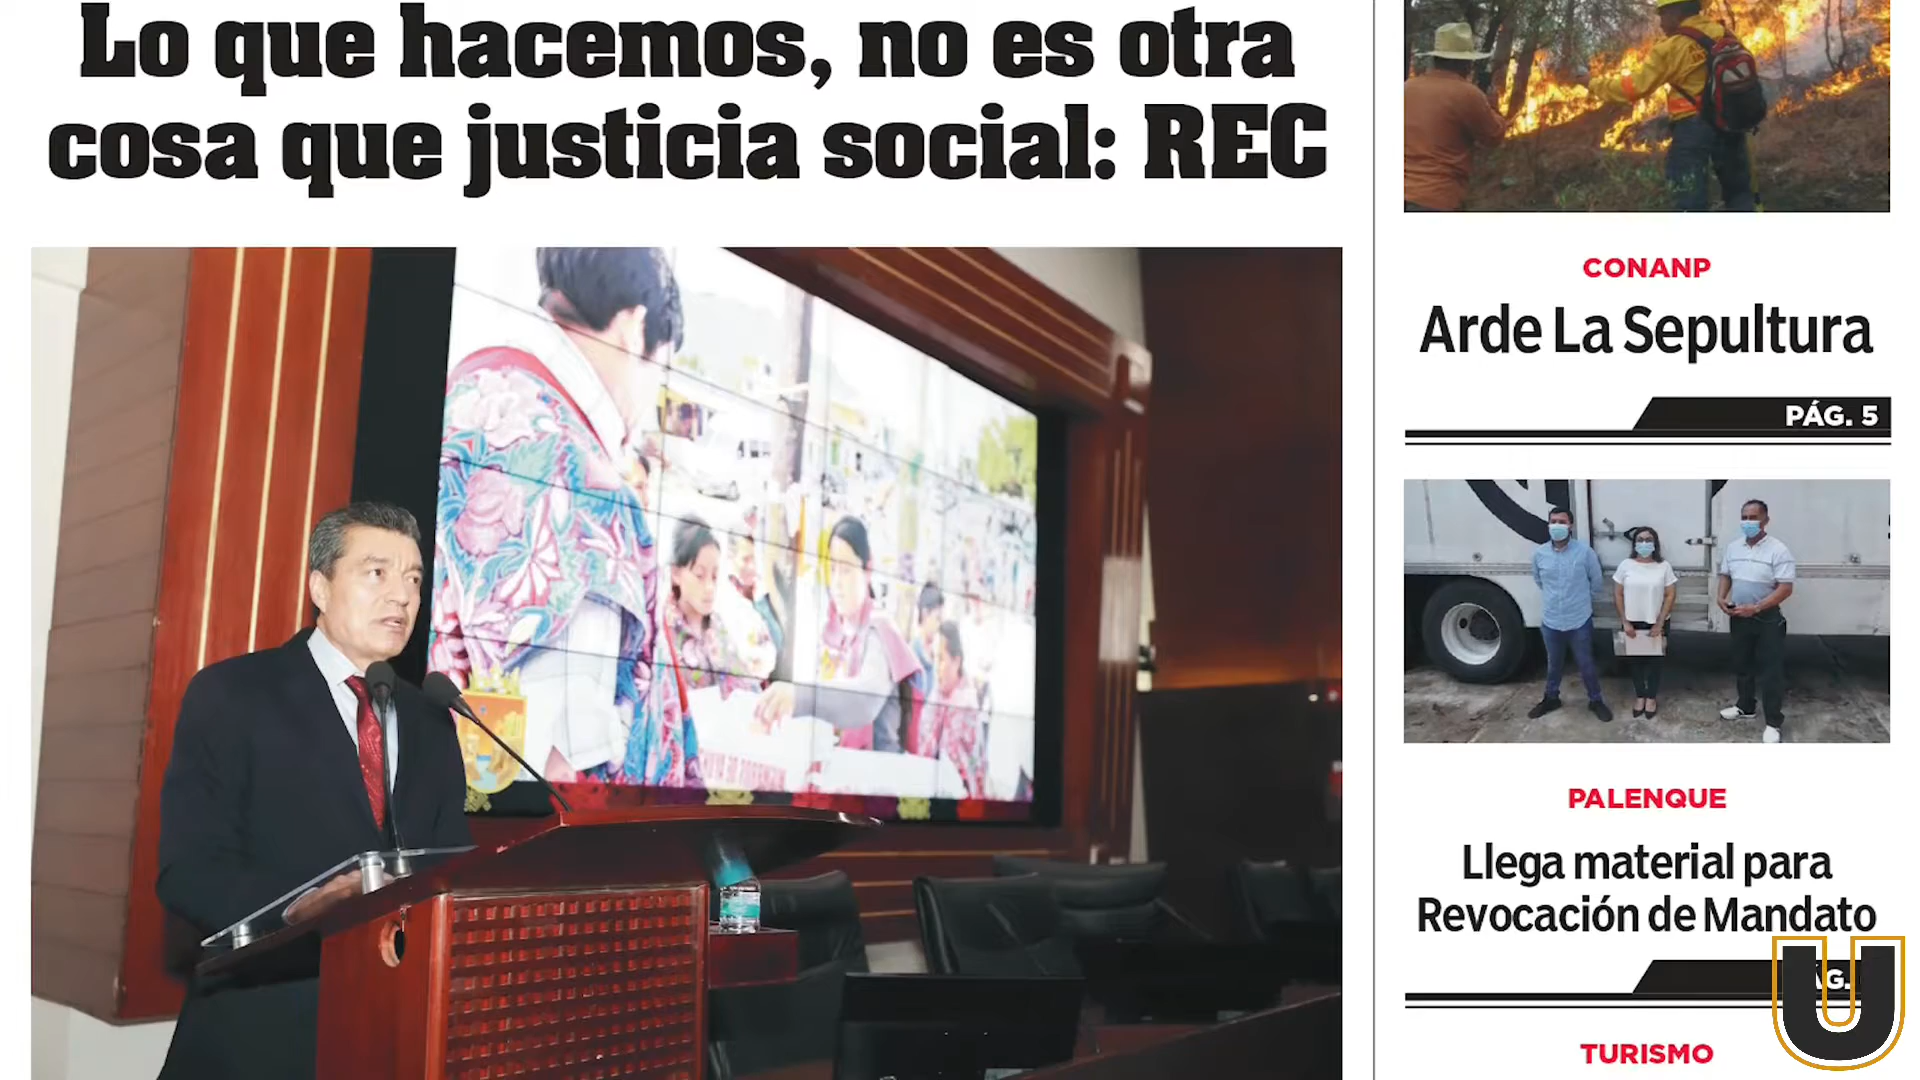 Lo que hacemos, no es otra
cosa que justicia social: REC
CONANP
Arde La Sepultura
PÁG. 5
PALENQUE
Llega material para
Revocación de Mandato
TURISMO
U